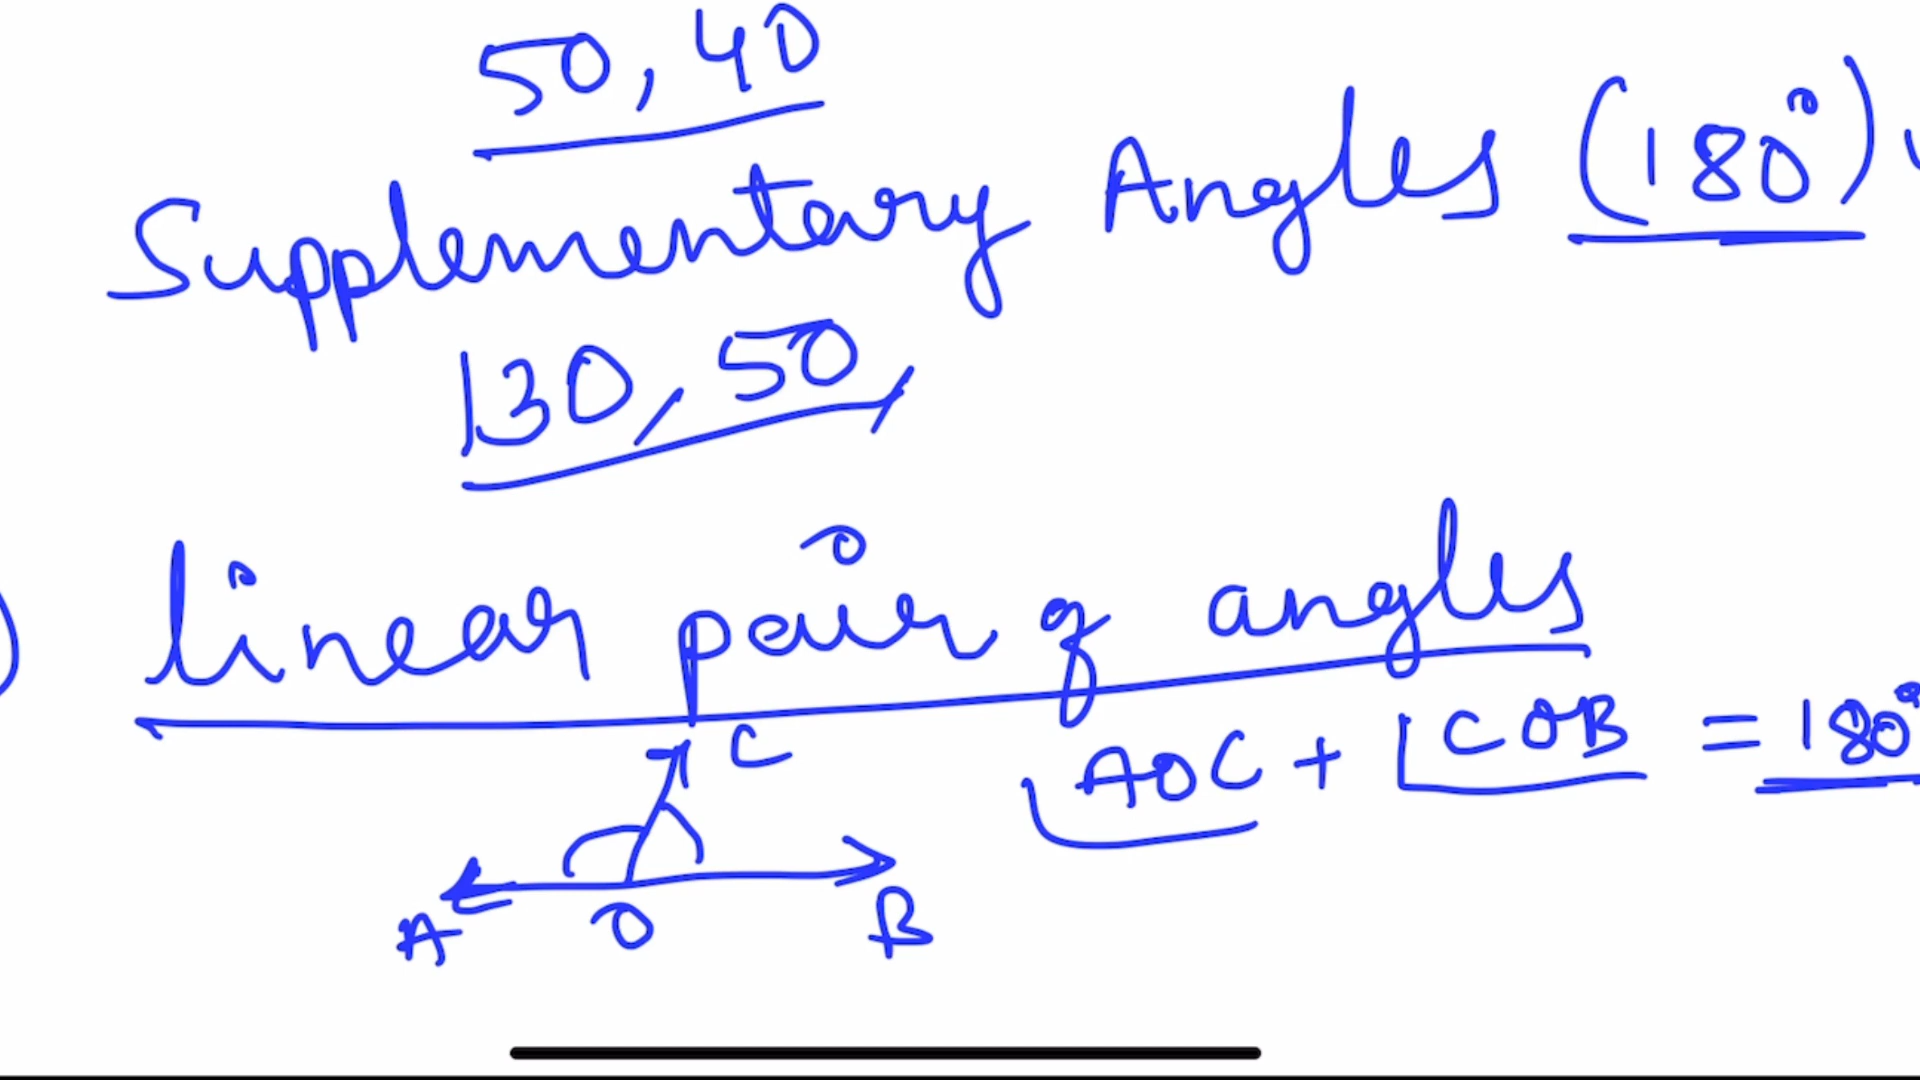 50, 40
Supplementary Angles (180°)
130, 50,
linear pair of angles
C
∠AOC + ∠COB = 180°
A O B